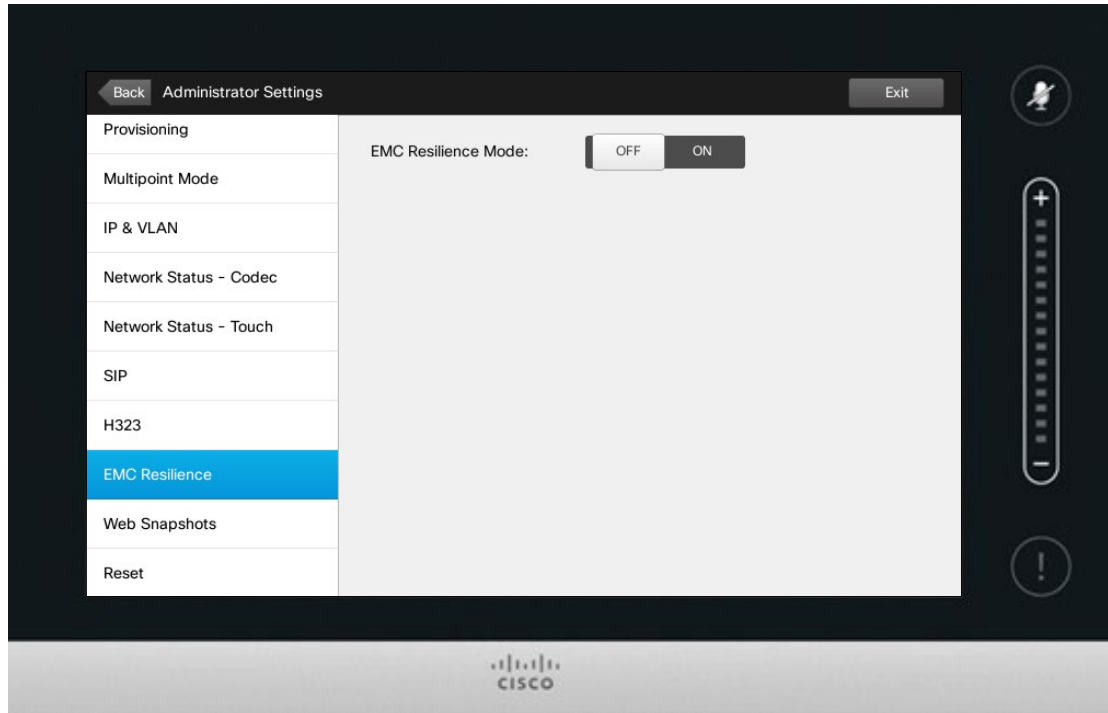 Back Administrator Settings Exit
Provisioning
EMC Resilience Mode: OFF ON
Multipoint Mode
IP & VLAN
Network Status - Codec
Network Status - Touch
SIP
H323
EMC Resilience
Web Snapshots
Reset
+
-
!
CISCO